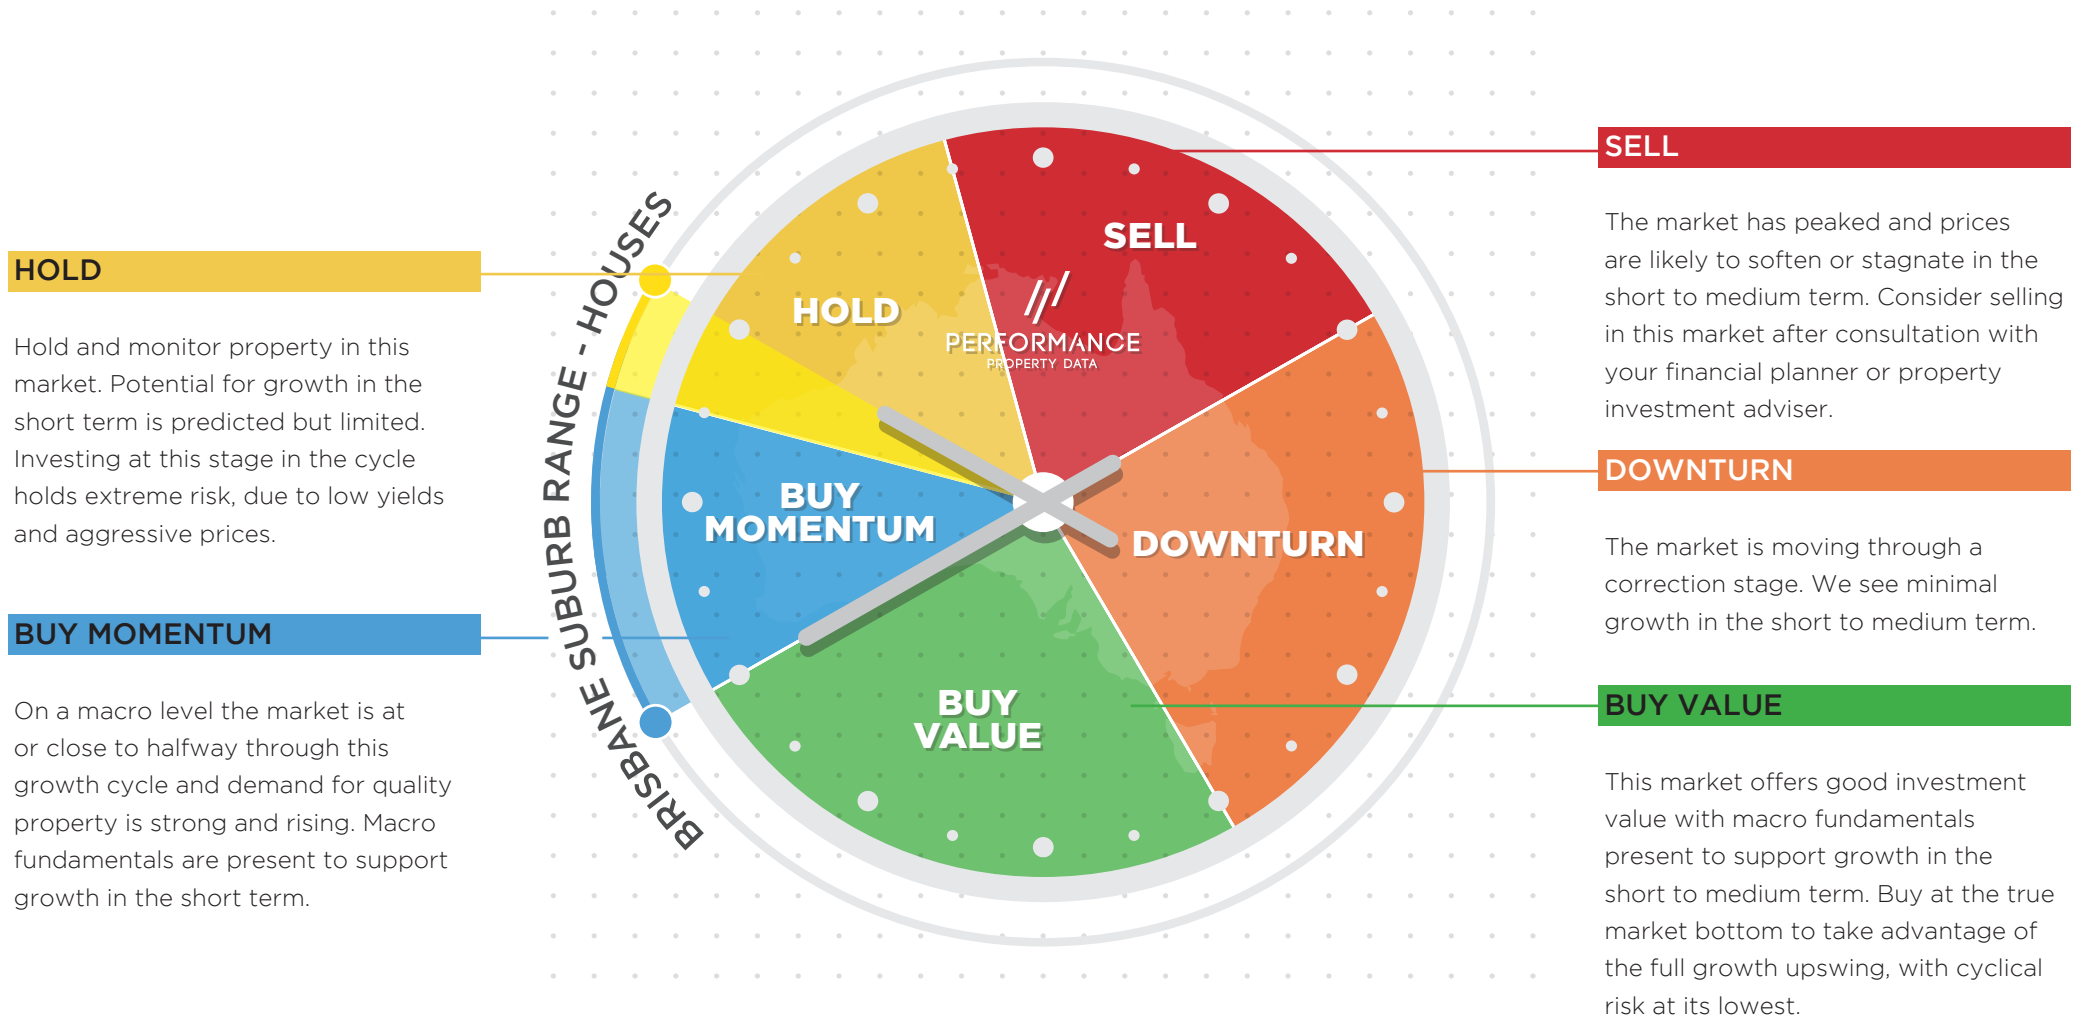 HOLD
Hold and monitor property in this
market. Potential for growth in the
short term is predicted but limited.
Investing at this stage in the cycle
holds extreme risk, due to low yields
and aggressive prices.
BUY MOMENTUM
On a macro level the market is at
or close to halfway through this
growth cycle and demand for quality
property is strong and rising. Macro
fundamentals are present to support
growth in the short term.
BRISBANE SUBURB RANGE - HOUSES
SELL
HOLD
PERFORMANCE
PROPERTY DATA
BUY
MOMENTUM
DOWNTURN
BUY
VALUE
SELL
The market has peaked and prices
are likely to soften or stagnate in the
short to medium term. Consider selling
in this market after consultation with
your financial planner or property
investment adviser.
DOWNTURN
The market is moving through a
correction stage. We see minimal
growth in the short to medium term.
BUY VALUE
This market offers good investment
value with macro fundamentals
present to support growth in the
short to medium term. Buy at the true
market bottom to take advantage of
the full growth upswing, with cyclical
risk at its lowest.